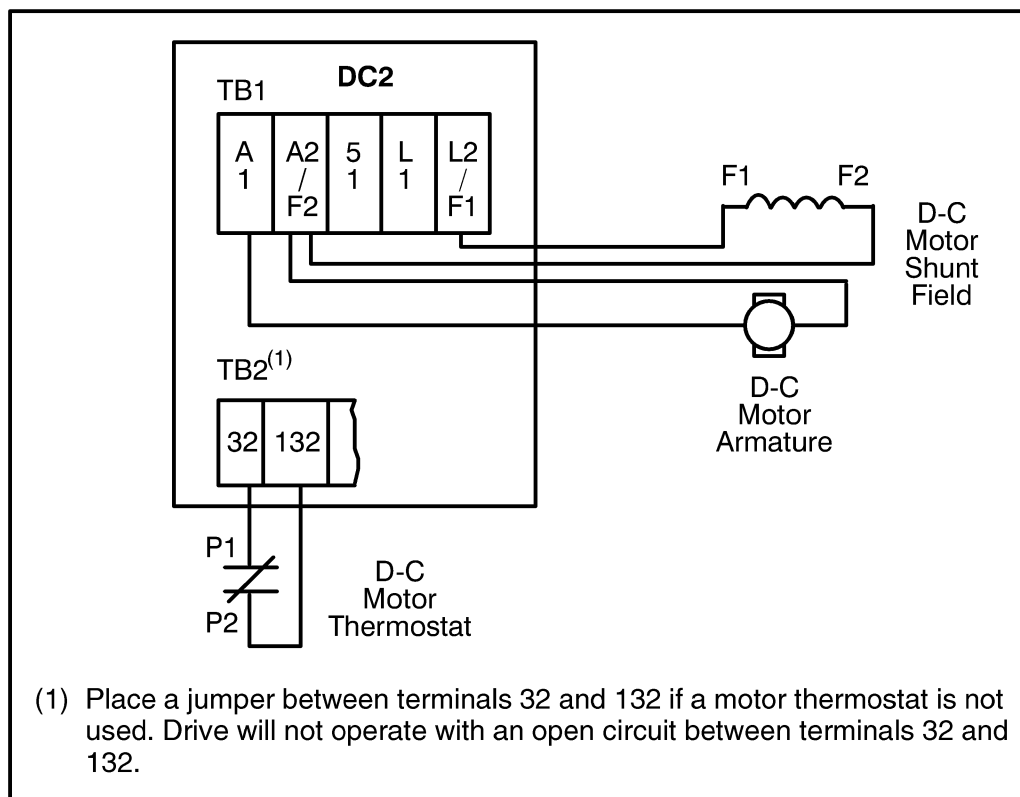 DC2
TB1
A
1
A2
/
F2
5
1
L
1
L2
/
F1
F1
F2
D-C
Motor
Shunt
Field
D-C
Motor
Armature
TB2(1)
32
132
P1
P2
D-C
Motor
Thermostat
(1) Place a jumper between terminals 32 and 132 if a motor thermostat is not
used. Drive will not operate with an open circuit between terminals 32 and
132.